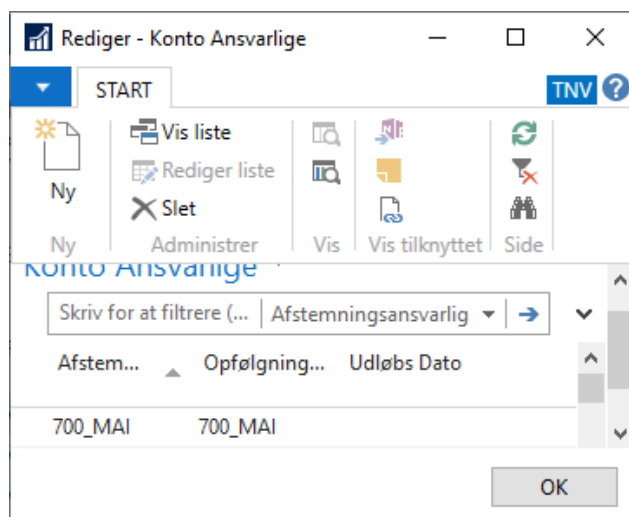 Rediger - Konto Ansvarlige
START
TNV
Vis liste
Rediger liste
Ny
Slet
Ny Administrer Vis Vis tilknyttet Side
Konto Ansvarlige
Skriv for at filtrere (... Afstemningsansvarlig
Afstem... Opfølgning... Udløbs Dato
700_MAI 700_MAI
OK